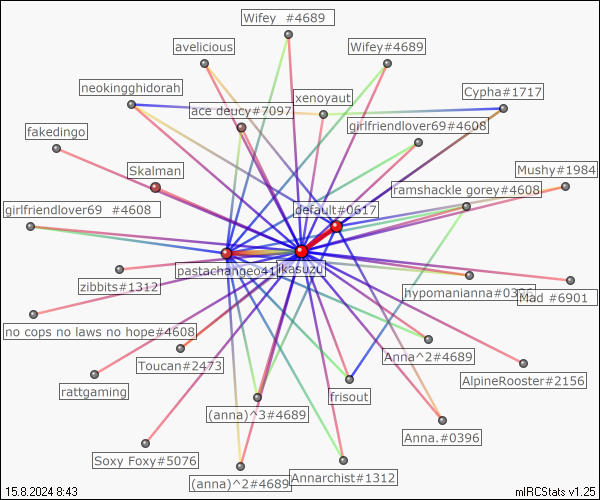 Wifey  #4689
avelicious
Wifey#4689
neokingghidorah
xenoyaut
Cypha#1717
ace deucy#7097
fakedingo
girlfriendlover69#4608
Skalman
Mushy#1984
ramshackle gorey#4608
girlfriendlover69  #4608
default#0617
pastachange041
ikasuzu
zibbits#1312
hypomanianna#0396
Mad #6901
no cops no laws no hope#4608
Anna^2#4689
Toucan#2473
AlpineRooster#2156
rattgaming
frisout
(anna)^3#4689
Anna.#0396
Soxy Foxy#5076
(anna)^2#4689
Annarchist#1312
15.8.2024 8:43
mIRCStats v1.25